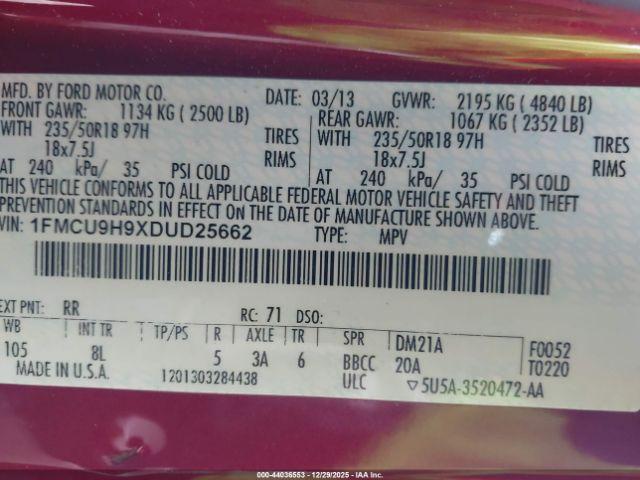 MFD. BY FORD MOTOR CO. DATE: 03/13 GVWR: 2195 KG ( 4840 LB)
FRONT GAWR: 1134 KG ( 2500 LB) REAR GAWR: 1067 KG ( 2352 LB)
WITH 235/50R18 97H TIRES WITH 235/50R18 97H TIRES
18x7.5J RIMS 18x7.5J RIMS
AT 240 kPa/ 35 PSI COLD AT 240 kPa/ 35 PSI COLD
THIS VEHICLE CONFORMS TO ALL APPLICABLE FEDERAL MOTOR VEHICLE SAFETY AND THEFT
PREVENTION STANDARDS IN EFFECT ON THE DATE OF MANUFACTURE SHOWN ABOVE.
VIN: 1FMCU9H9XDUD25662 TYPE: MPV
EXT PNT: RR RC: 71 DSO:
WB INT TR TP/PS R AXLE TR SPR DM21A F0052
105 8L 5 3A 6 BBCC 20A T0220
MADE IN U.S.A. 1201303284438 ULC ▽5U5A-3520472-AA
© 000-44036553 — 12/29/2025 — IAA Inc.